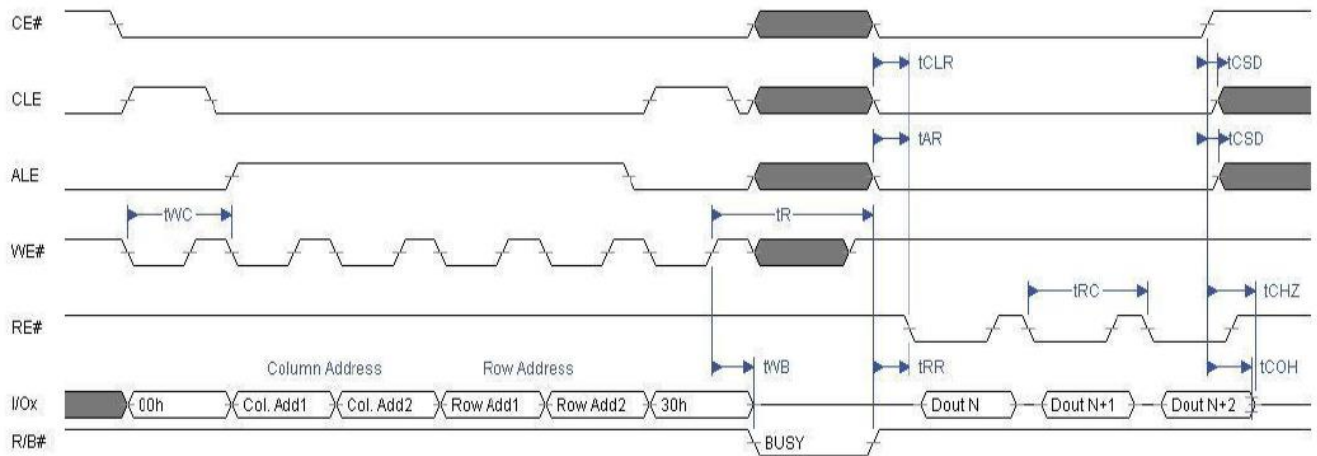 CE#
tCLR
tCSD
CLE
tAR
tCSD
ALE
tWC
tR
WE#
tRC
tCHZ
RE#
Column Address
Row Address
tWB
tRR
tCOH
I/Ox
00h
Col. Add1
Col. Add2
Row Add1
Row Add2
30h
Dout N
Dout N+1
Dout N+2
R/B#
BUSY